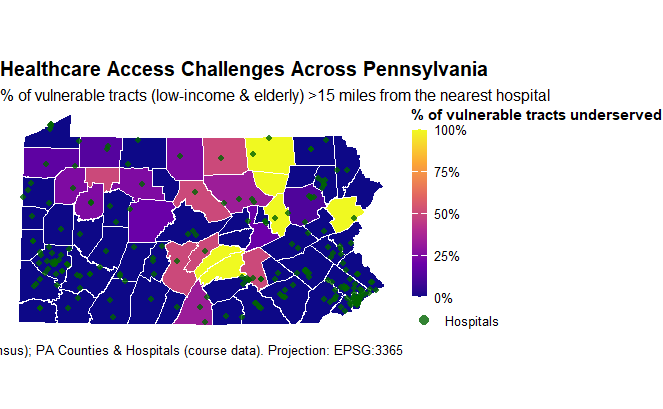 Healthcare Access Challenges Across Pennsylvania
% of vulnerable tracts (low-income & elderly) >15 miles from the nearest hospital
% of vulnerable tracts underserved
100%
75%
50%
25%
0%
Hospitals
nsus); PA Counties & Hospitals (course data). Projection: EPSG:3365